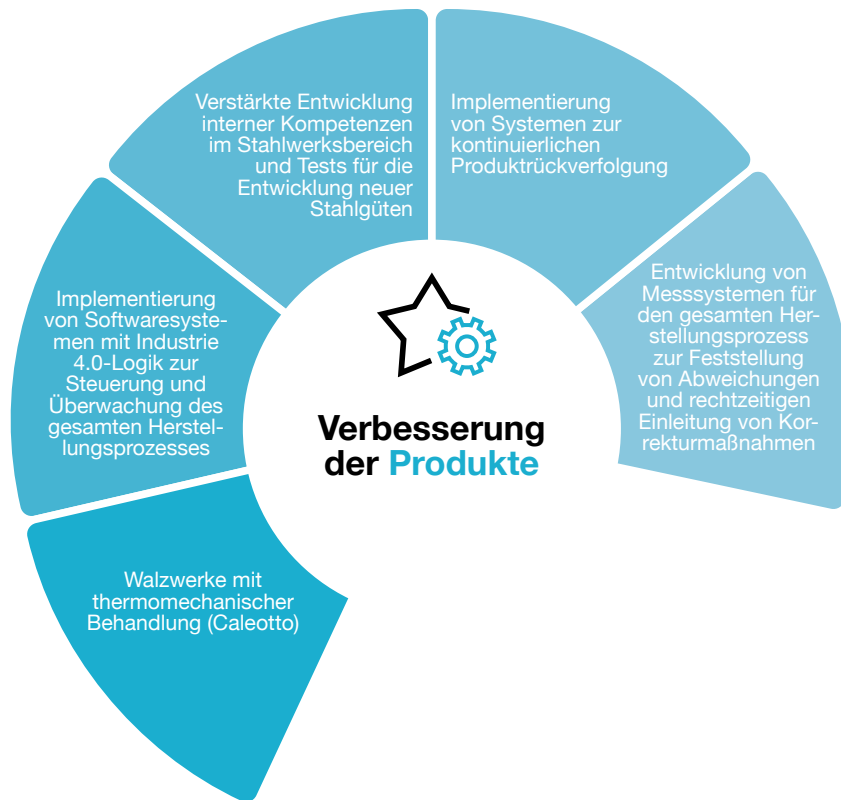 Verstärkte Entwicklung
interner Kompetenzen
im Stahlwerksbereich
und Tests für die
Entwicklung neuer
Stahlgüten
Implementierung
von Systemen zur
kontinuierlichen
Produktrückverfolgung
Implementierung
von Softwaresyste-
men mit Industrie
4.0-Logik zur
Steuerung und
Überwachung des
gesamten Herstel-
lungsprozesses
Entwicklung von
Messsystemen für
den gesamten Her-
stellungsprozess
zur Feststellung
von Abweichungen
und rechtzeitigen
Einleitung von Kor-
rekturmaßnahmen
Verbesserung
der Produkte
Walzwerke mit
thermomechanischer
Behandlung (Caleotto)